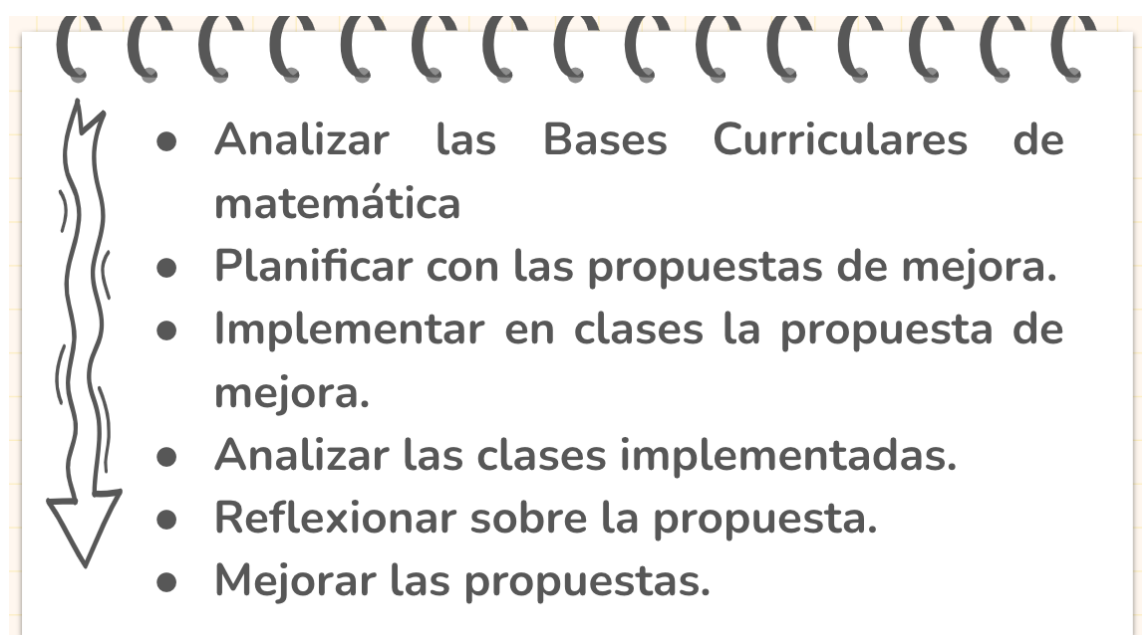 ● Analizar las Bases Curriculares de
matemática
● Planificar con las propuestas de mejora.
● Implementar en clases la propuesta de
mejora.
● Analizar las clases implementadas.
● Reflexionar sobre la propuesta.
● Mejorar las propuestas.